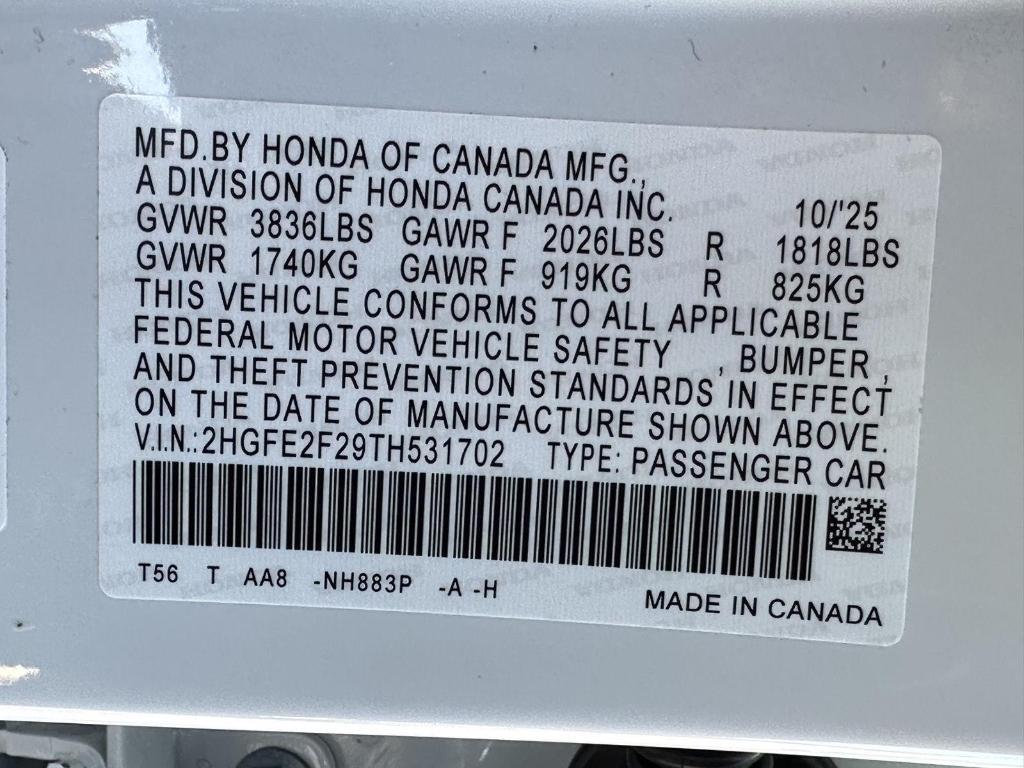 MFD.BY HONDA OF CANADA MFG.,
A DIVISION OF HONDA CANADA INC. 10/'25
GVWR 3836LBS GAWR F 2026LBS R 1818LBS
GVWR 1740KG GAWR F 919KG R 825KG
THIS VEHICLE CONFORMS TO ALL APPLICABLE
FEDERAL MOTOR VEHICLE SAFETY , BUMPER ,
AND THEFT PREVENTION STANDARDS IN EFFECT
ON THE DATE OF MANUFACTURE SHOWN ABOVE.
V.I.N.:2HGFE2F29TH531702 TYPE: PASSENGER CAR
T56 T AA8 -NH883P -A -H
MADE IN CANADA